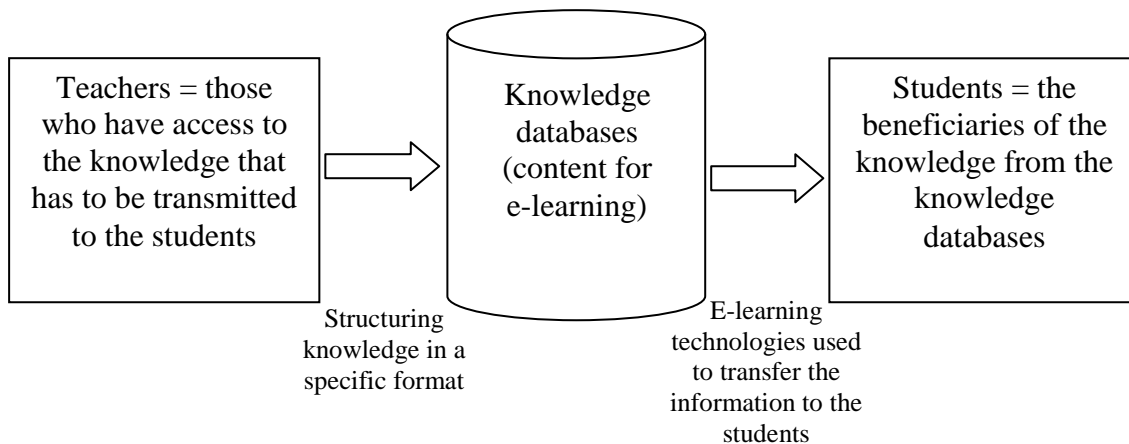 Teachers = those
who have access to
the knowledge that
has to be transmitted
to the students
Structuring
knowledge in a
specific format
Knowledge
databases
(content for
e-learning)
E-learning
technologies used
to transfer the
information to the
students
Students = the
beneficiaries of the
knowledge from the
knowledge
databases